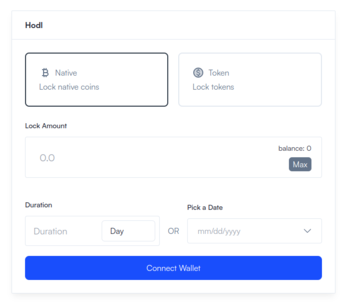 Hodl
Native
Lock native coins
Token
Lock tokens
Lock Amount
0.0
balance: 0
Max
Duration
Duration
Day
OR
Pick a Date
mm/dd/yyyy
Connect Wallet